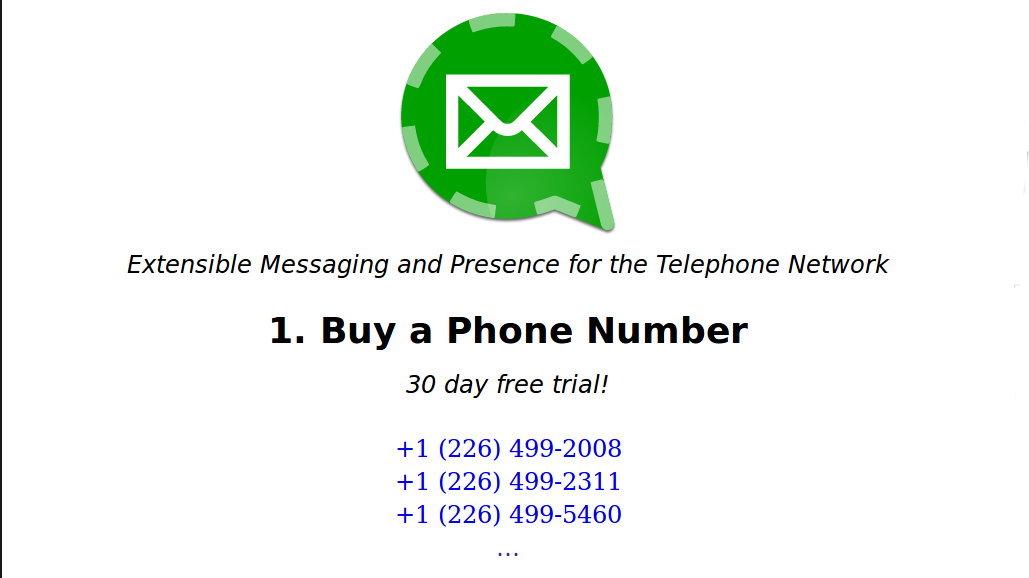 Extensible Messaging and Presence for the Telephone Network
1. Buy a Phone Number
30 day free trial!
+1 (226) 499-2008
+1 (226) 499-2311
+1 (226) 499-5460
...